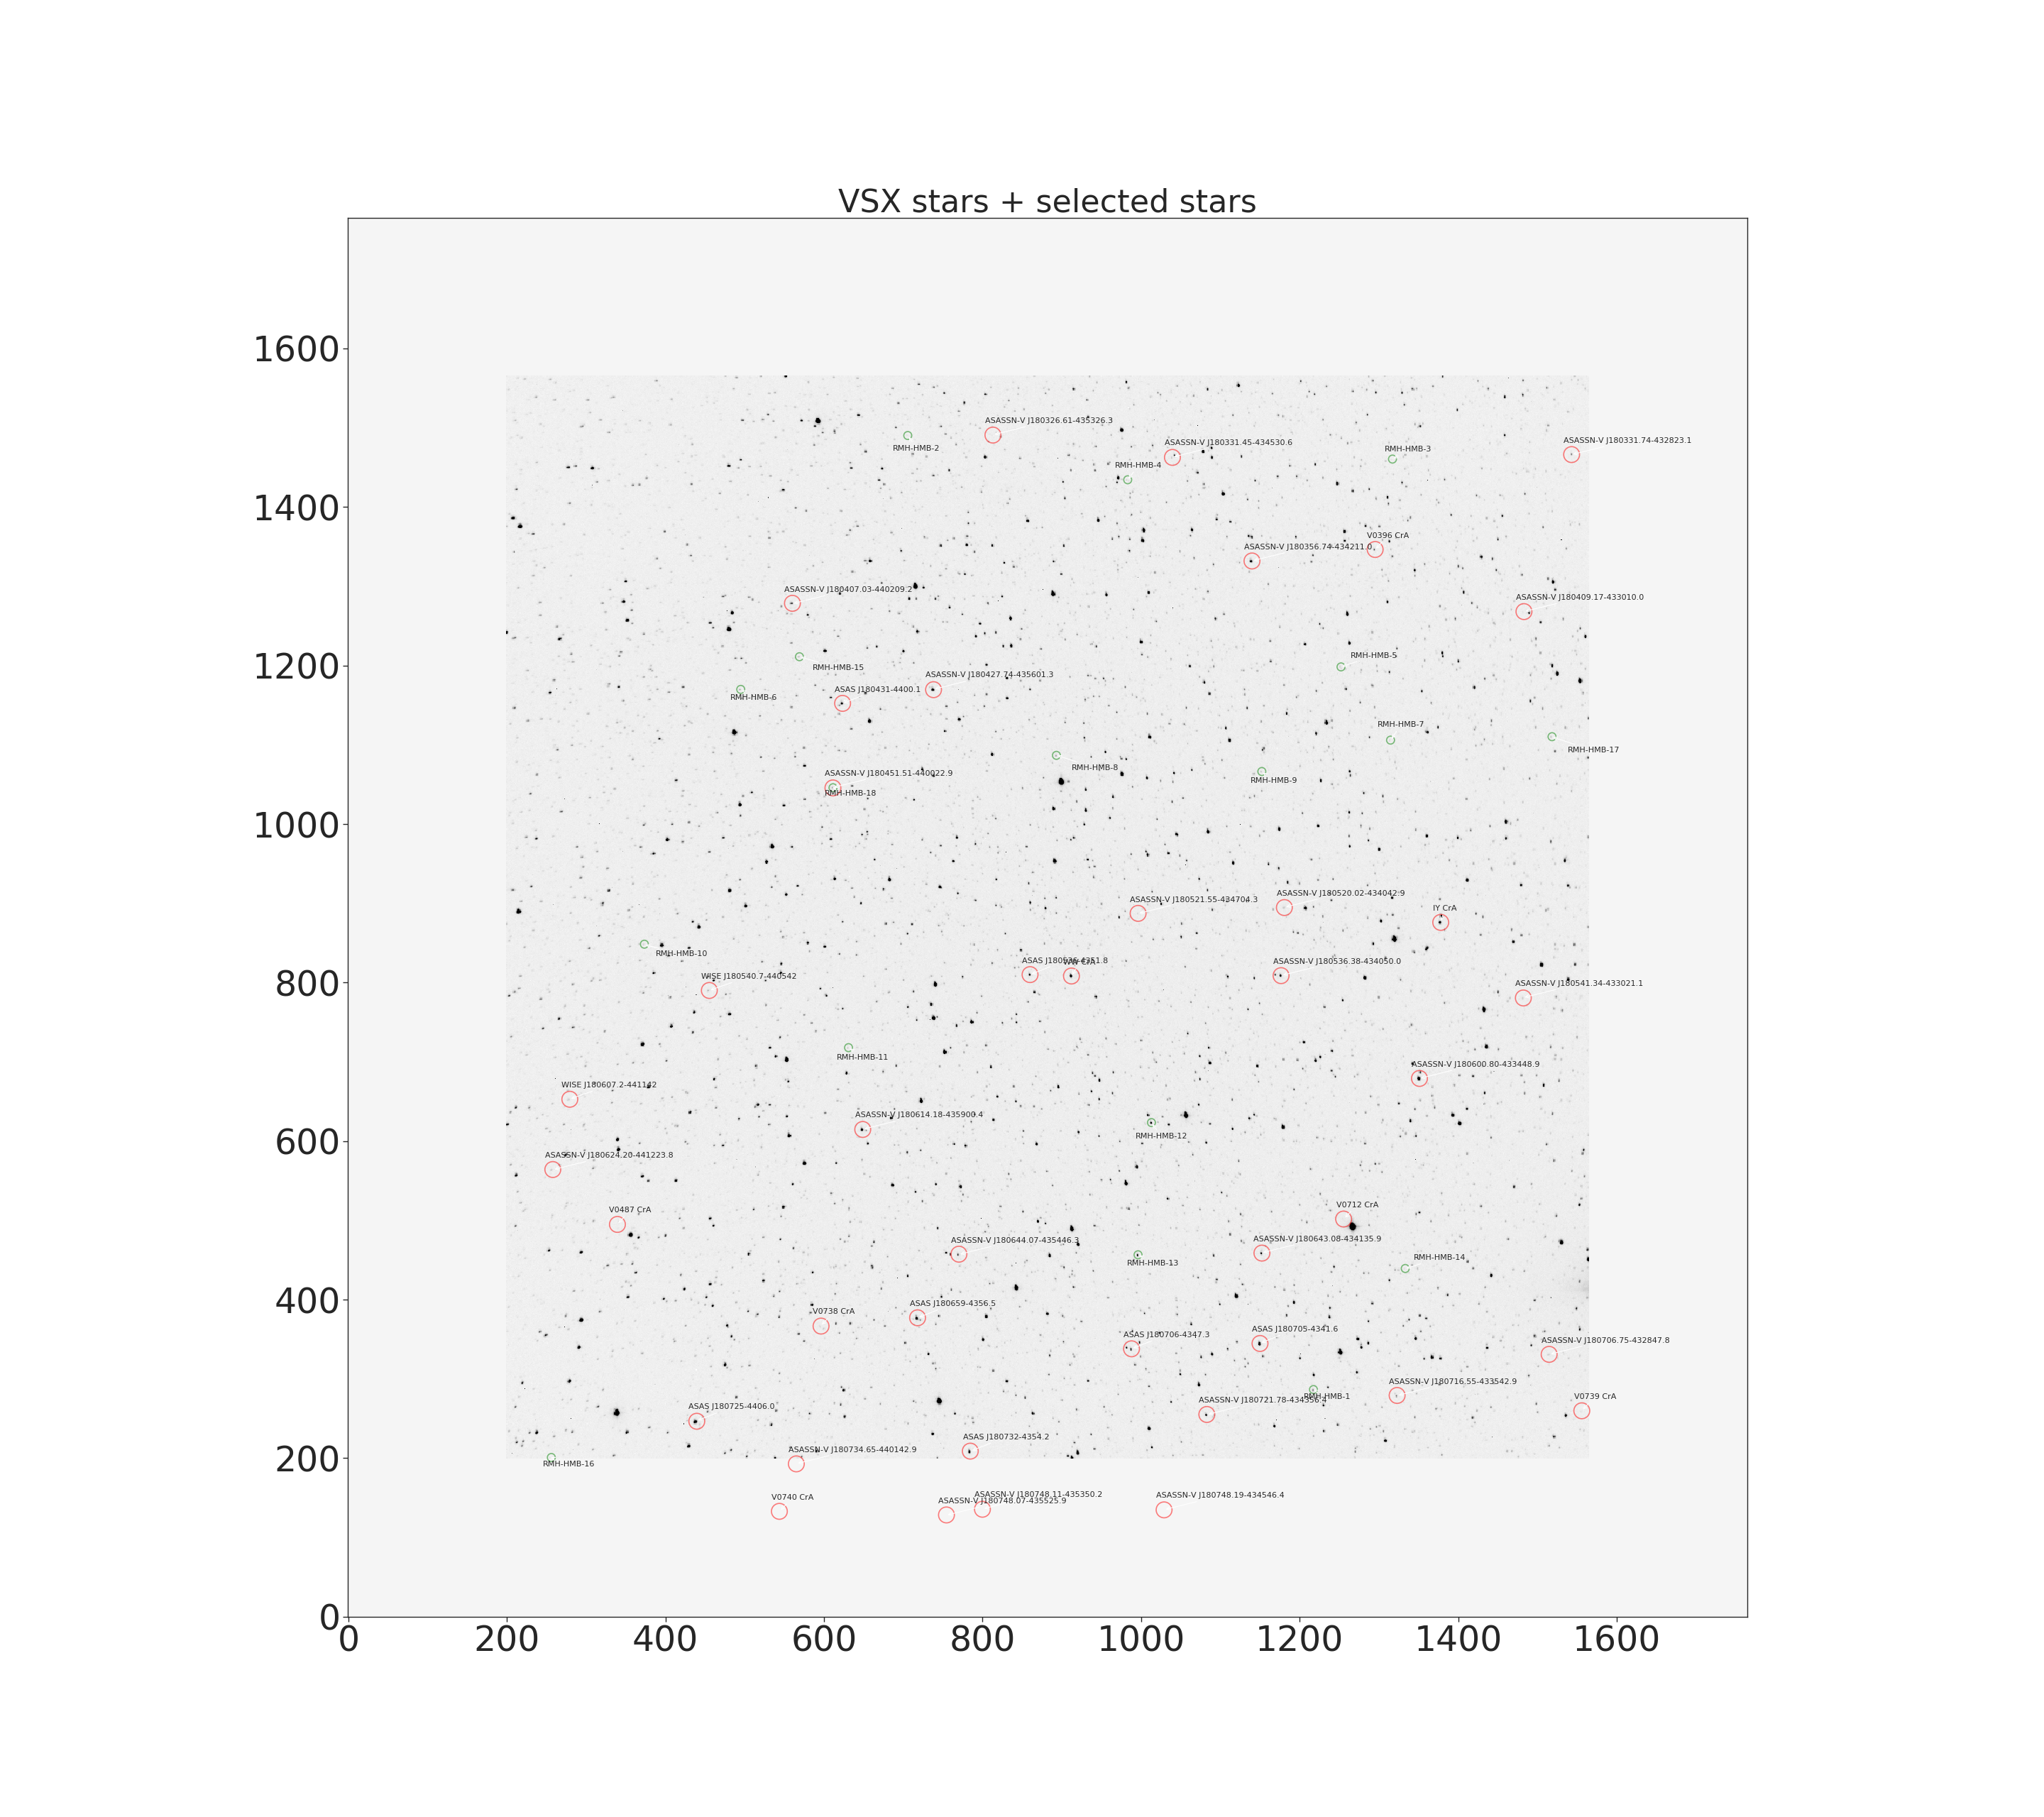 VSX stars + selected stars
1600
1400
1200
1000
800
600
400
200
0
0 200 400 600 800 1000 1200 1400 1600
ASASSN-V J180326.61-435326.3
RMH-HMB-2
ASASSN-V J180331.45-434530.6
ASASSN-V J180331.74-432823.1
RMH-HMB-3
RMH-HMB-4
V0396 CrA
ASASSN-V J180356.74-434211.0
ASASSN-V J180407.03-440209.2
ASASSN-V J180409.17-433010.0
RMH-HMB-5
RMH-HMB-15
ASASSN-V J180427.74-435601.3
ASAS J180431-4400.1
RMH-HMB-6
RMH-HMB-7
RMH-HMB-17
RMH-HMB-8
ASASSN-V J180451.51-440022.9
RMH-HMB-9
RMH-HMB-18
ASASSN-V J180520.02-434042.9
ASASSN-V J180521.55-434704.3
IY CrA
RMH-HMB-10
WW CrA
ASASSN-V J180536.38-434050.0
WISE J180540.7-440542
ASASSN-V J180541.34-433021.1
RMH-HMB-11
ASASSN-V J180600.80-433448.9
WISE J180607.2-441142
ASASSN-V J180614.18-435900.4
RMH-HMB-12
ASASSN-V J180624.20-441223.8
V0712 CrA
V0487 CrA
ASASSN-V J180643.08-434135.9
ASASSN-V J180644.07-435446.3
RMH-HMB-14
RMH-HMB-13
ASAS J180659-4356.5
V0738 CrA
ASAS J180705-4341.6
ASAS J180706-4347.3
ASASSN-V J180706.75-432847.8
ASASSN-V J180716.55-433542.9
RMH-HMB-1
V0739 CrA
ASAS J180725-4406.0
ASAS J180732-4354.2
ASASSN-V J180734.65-440142.9
RMH-HMB-16
V0740 CrA
ASASSN-V J180748.11-435350.2
ASASSN-V J180748.19-434546.4
ASASSN-V J180748.07-435525.9